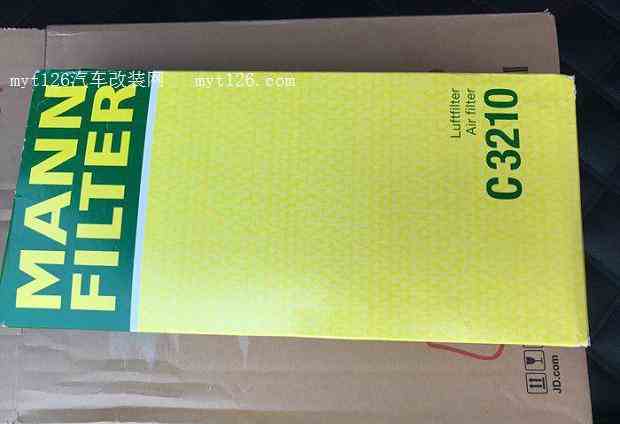 myt126汽车改装网 myt126.com
MANN
FILTER
Luftfilter
Air filter
C 3210
JD.com